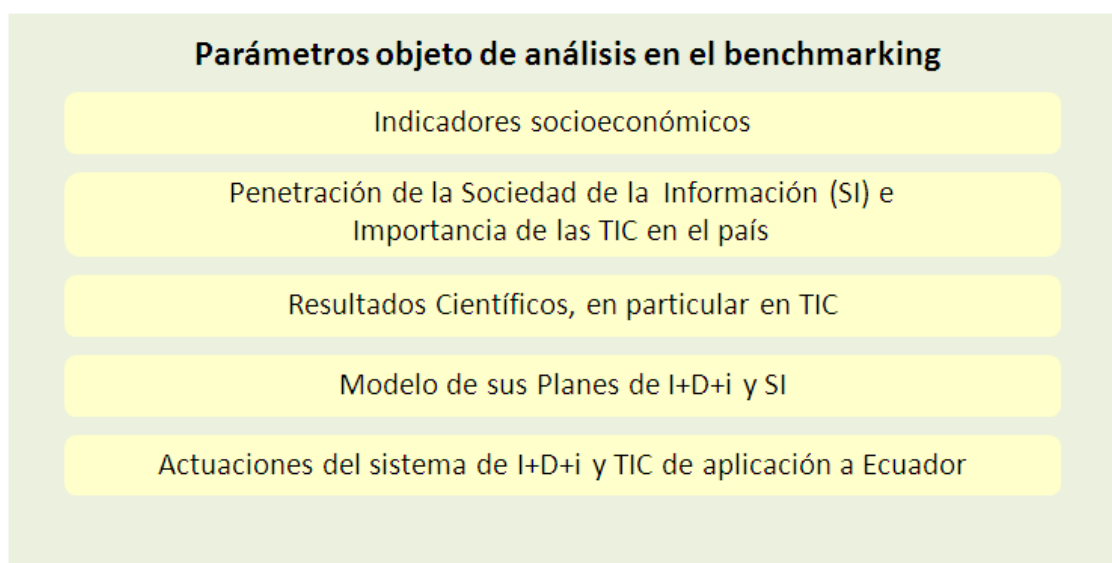 Parámetros objeto de análisis en el benchmarking
Indicadores socioeconómicos
Penetración de la Sociedad de la Información (SI) e
Importancia de las TIC en el país
Resultados Científicos, en particular en TIC
Modelo de sus Planes de I+D+i y SI
Actuaciones del sistema de I+D+i y TIC de aplicación a Ecuador